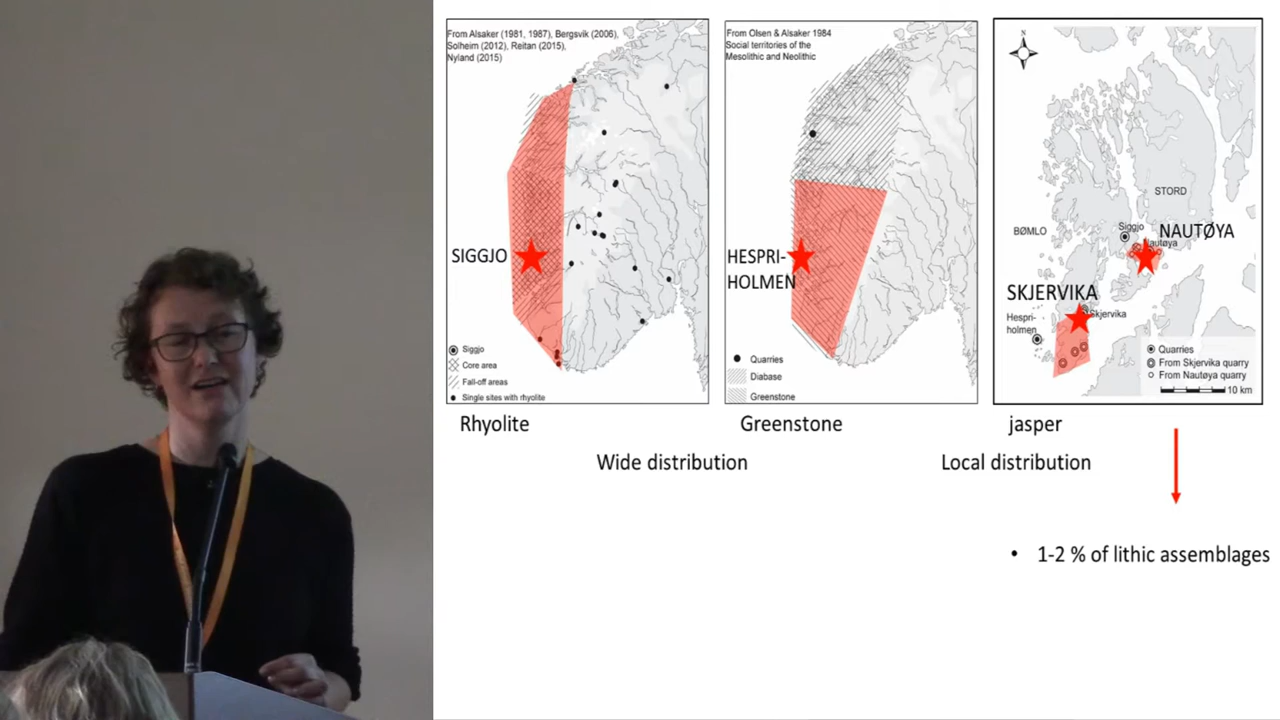 From Alsaker (1981, 1987), Bergsvik (2006),
Solheim (2012), Reitan (2015),
Nyland (2015)
SIGGJO
Siggjo
Core area
Fall-off areas
Single sites with rhyolite
From Olsen & Alsaker 1984
Social territories of the
Mesolithic and Neolithic
HESPRI-
HOLMEN
Quarries
Diabase
Greenstone
N
STORD
BØMLO
Siggjo
NAUTØYA
Nautøya
SKJERVIKA
Skjervika
Hespri-
holmen
Quarries
From Skjervika quarry
From Nautøya quarry
10 km
Rhyolite
Greenstone
jasper
Wide distribution
Local distribution
• 1-2 % of lithic assemblages